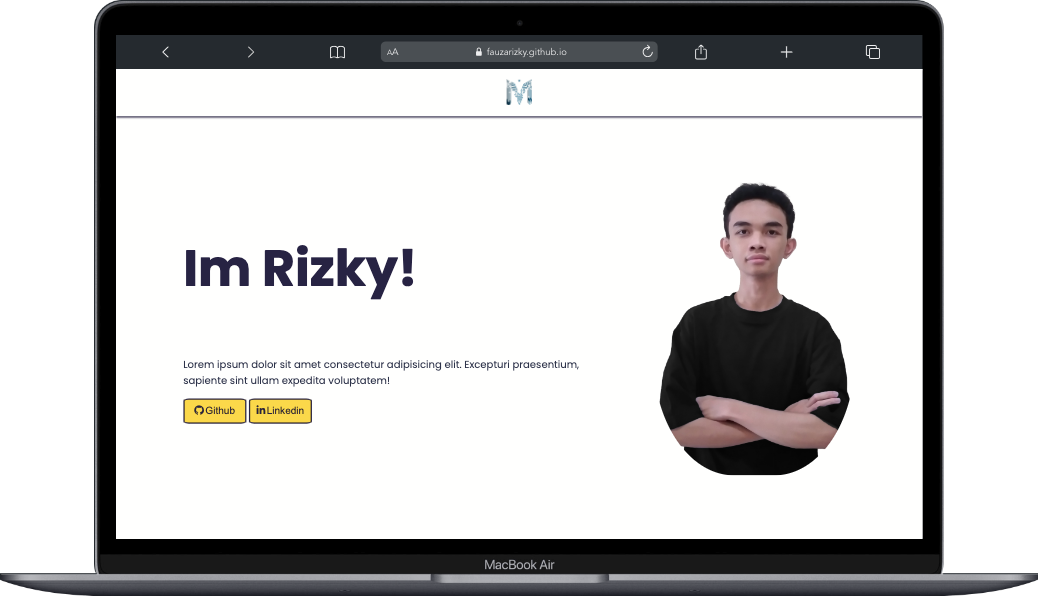 AA
fauzarizky.github.io
M
Im Rizky!
Lorem ipsum dolor sit amet consectetur adipisicing elit. Excepturi praesentium,
sapiente sint ullam expedita voluptatem!
Github
in Linkedin
MacBook Air